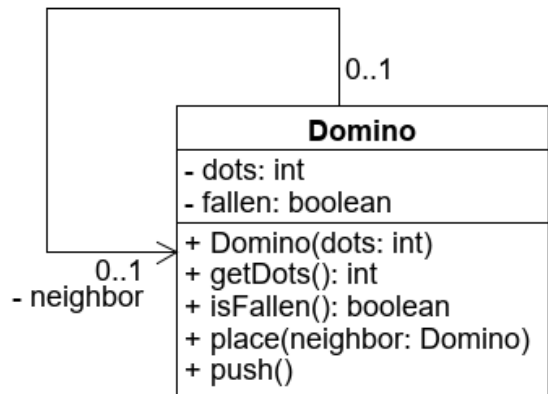 0..1
Domino
- dots: int
- fallen: boolean
+ Domino(dots: int)
0..1
- neighbor
+ getDots(): int
+ isFallen(): boolean
+ place(neighbor: Domino)
+ push()